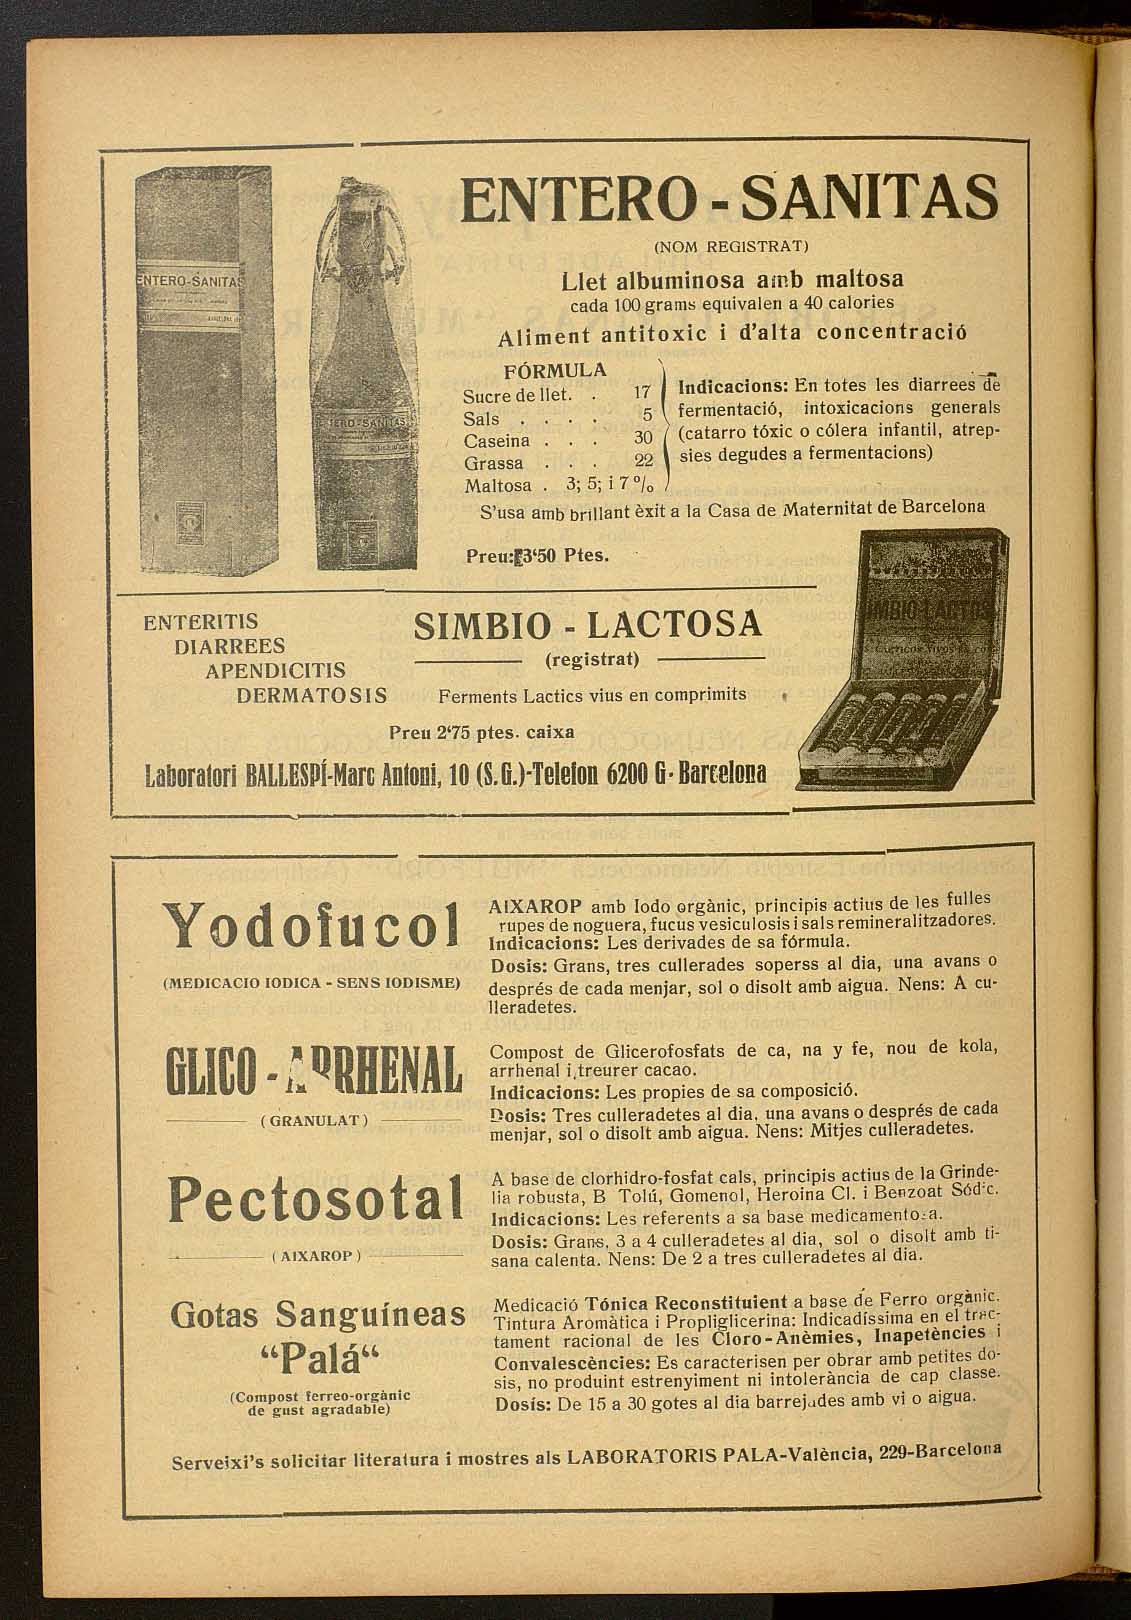 ENTERO-SANITAS
ENTERO-SANITAS
ENTERO - SANITAS
(NOM REGISTRAT)
Llet albuminosa amb maltosa
cada 100 grams equivalen a 40 calories
Aliment antitoxic i d'alta concentració
FÓRMULA
Sucre de llet. . 17
Sals . . . . 5
Caseina . . . 30
Grassa . . . 22
Maltosa . 3; 5; i 7 %
Indicacions: En totes les diarrees de
fermentació, intoxicacions generals
(catarro tóxic o cólera infantil, atrep-
sies degudes a fermentacions)
S'usa amb brillant èxit a la Casa de Maternitat de Barcelona
Preu: 3'50 Ptes.
ENTERITIS
DIARREES
APENDICITIS
DERMATOSIS
SIMBIO - LACTOSA
(registrat)
Ferments Lactics vius en comprimits
Preu 2'75 ptes. caixa
Laboratori BALLESPÍ-Marc Antoni, 10 (S. G.)-Telefon 6200 G - Barcelona
Yodofucol
(MEDICACIO IODICA - SENS IODISME)
AIXAROP amb Iodo orgànic, principis actius de les fulles
rupes de noguera, fucus vesiculosis i sals remineralitzadores.
Indicacions: Les derivades de sa fórmula.
Dosis: Grans, tres cullerades soperss al dia, una avans o
després de cada menjar, sol o disolt amb aigua. Nens: A cu-
lleradetes.
GLICO - ARRHENAL
(GRANULAT)
Compost de Glicerofosfats de ca, na y fe, nou de kola,
arrhenal i treurer cacao.
Indicacions: Les propies de sa composició.
Dosis: Tres culleradetes al dia, una avans o després de cada
menjar, sol o disolt amb aigua. Nens: Mitjes culleradetes.
Pectosotal
(AIXAROP)
A base de clorhidro-fosfat cals, principis actius de la Grinde-
lia robusta, B Tolú, Gomenol, Heroina Cl. i Benzoat Sódic.
Indicacions: Les referents a sa base medicamentosa.
Dosis: Grans, 3 a 4 culleradetes al dia, sol o disolt amb ti-
sana calenta. Nens: De 2 a tres culleradetes al dia.
Gotas Sanguíneas
"Palá"
(Compost ferreo-orgànic
de gust agradable)
Medicació Tónica Reconstituient a base de Ferro orgànic.
Tintura Aromàtica i Propliglicerina: Indicadíssima en el trac-
tament racional de les Cloro-Anèmies, Inapetències i
Convalescències: Es caracterisen per obrar amb petites do-
sis, no produint estrenyiment ni intolerància de cap classe.
Dosis: De 15 a 30 gotes al dia barrejades amb vi o aigua.
Serveixi's solicitar literatura i mostres als LABORATORIS PALA-València, 229-Barcelona